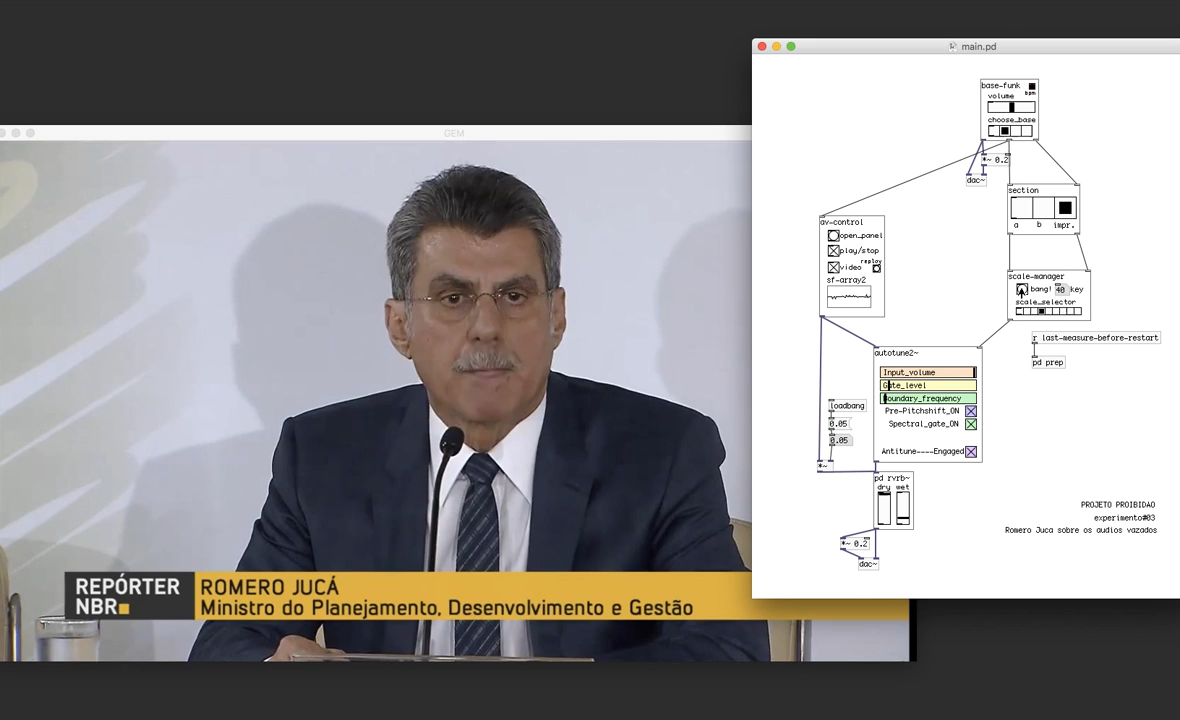 GEM
REPÓRTER
NBR
ROMERO JUCÁ
Ministro do Planejamento, Desenvolvimento e Gestão
main.pd
base-funk
bpm
volume
choose_base
*~ 0.2
dac~
section
a b impr.
av-control
open_panel
play/stop
replay
video
sf-array2
scale-manager
bang! 40 key
scale_selector
r last-measure-before-restart
pd prep
autotune2~
Input_volume
Gate_level
Boundary_frequency
Pre-Pitchshift_ON
Spectral_gate_ON
Antitune----Engaged
loadbang
0.05
0.05
*~
pd rvrb~
dry wet
*~ 0.2
dac~
PROJETO PROIBIDAO
experimento#03
Romero Juca sobre os audios vazados